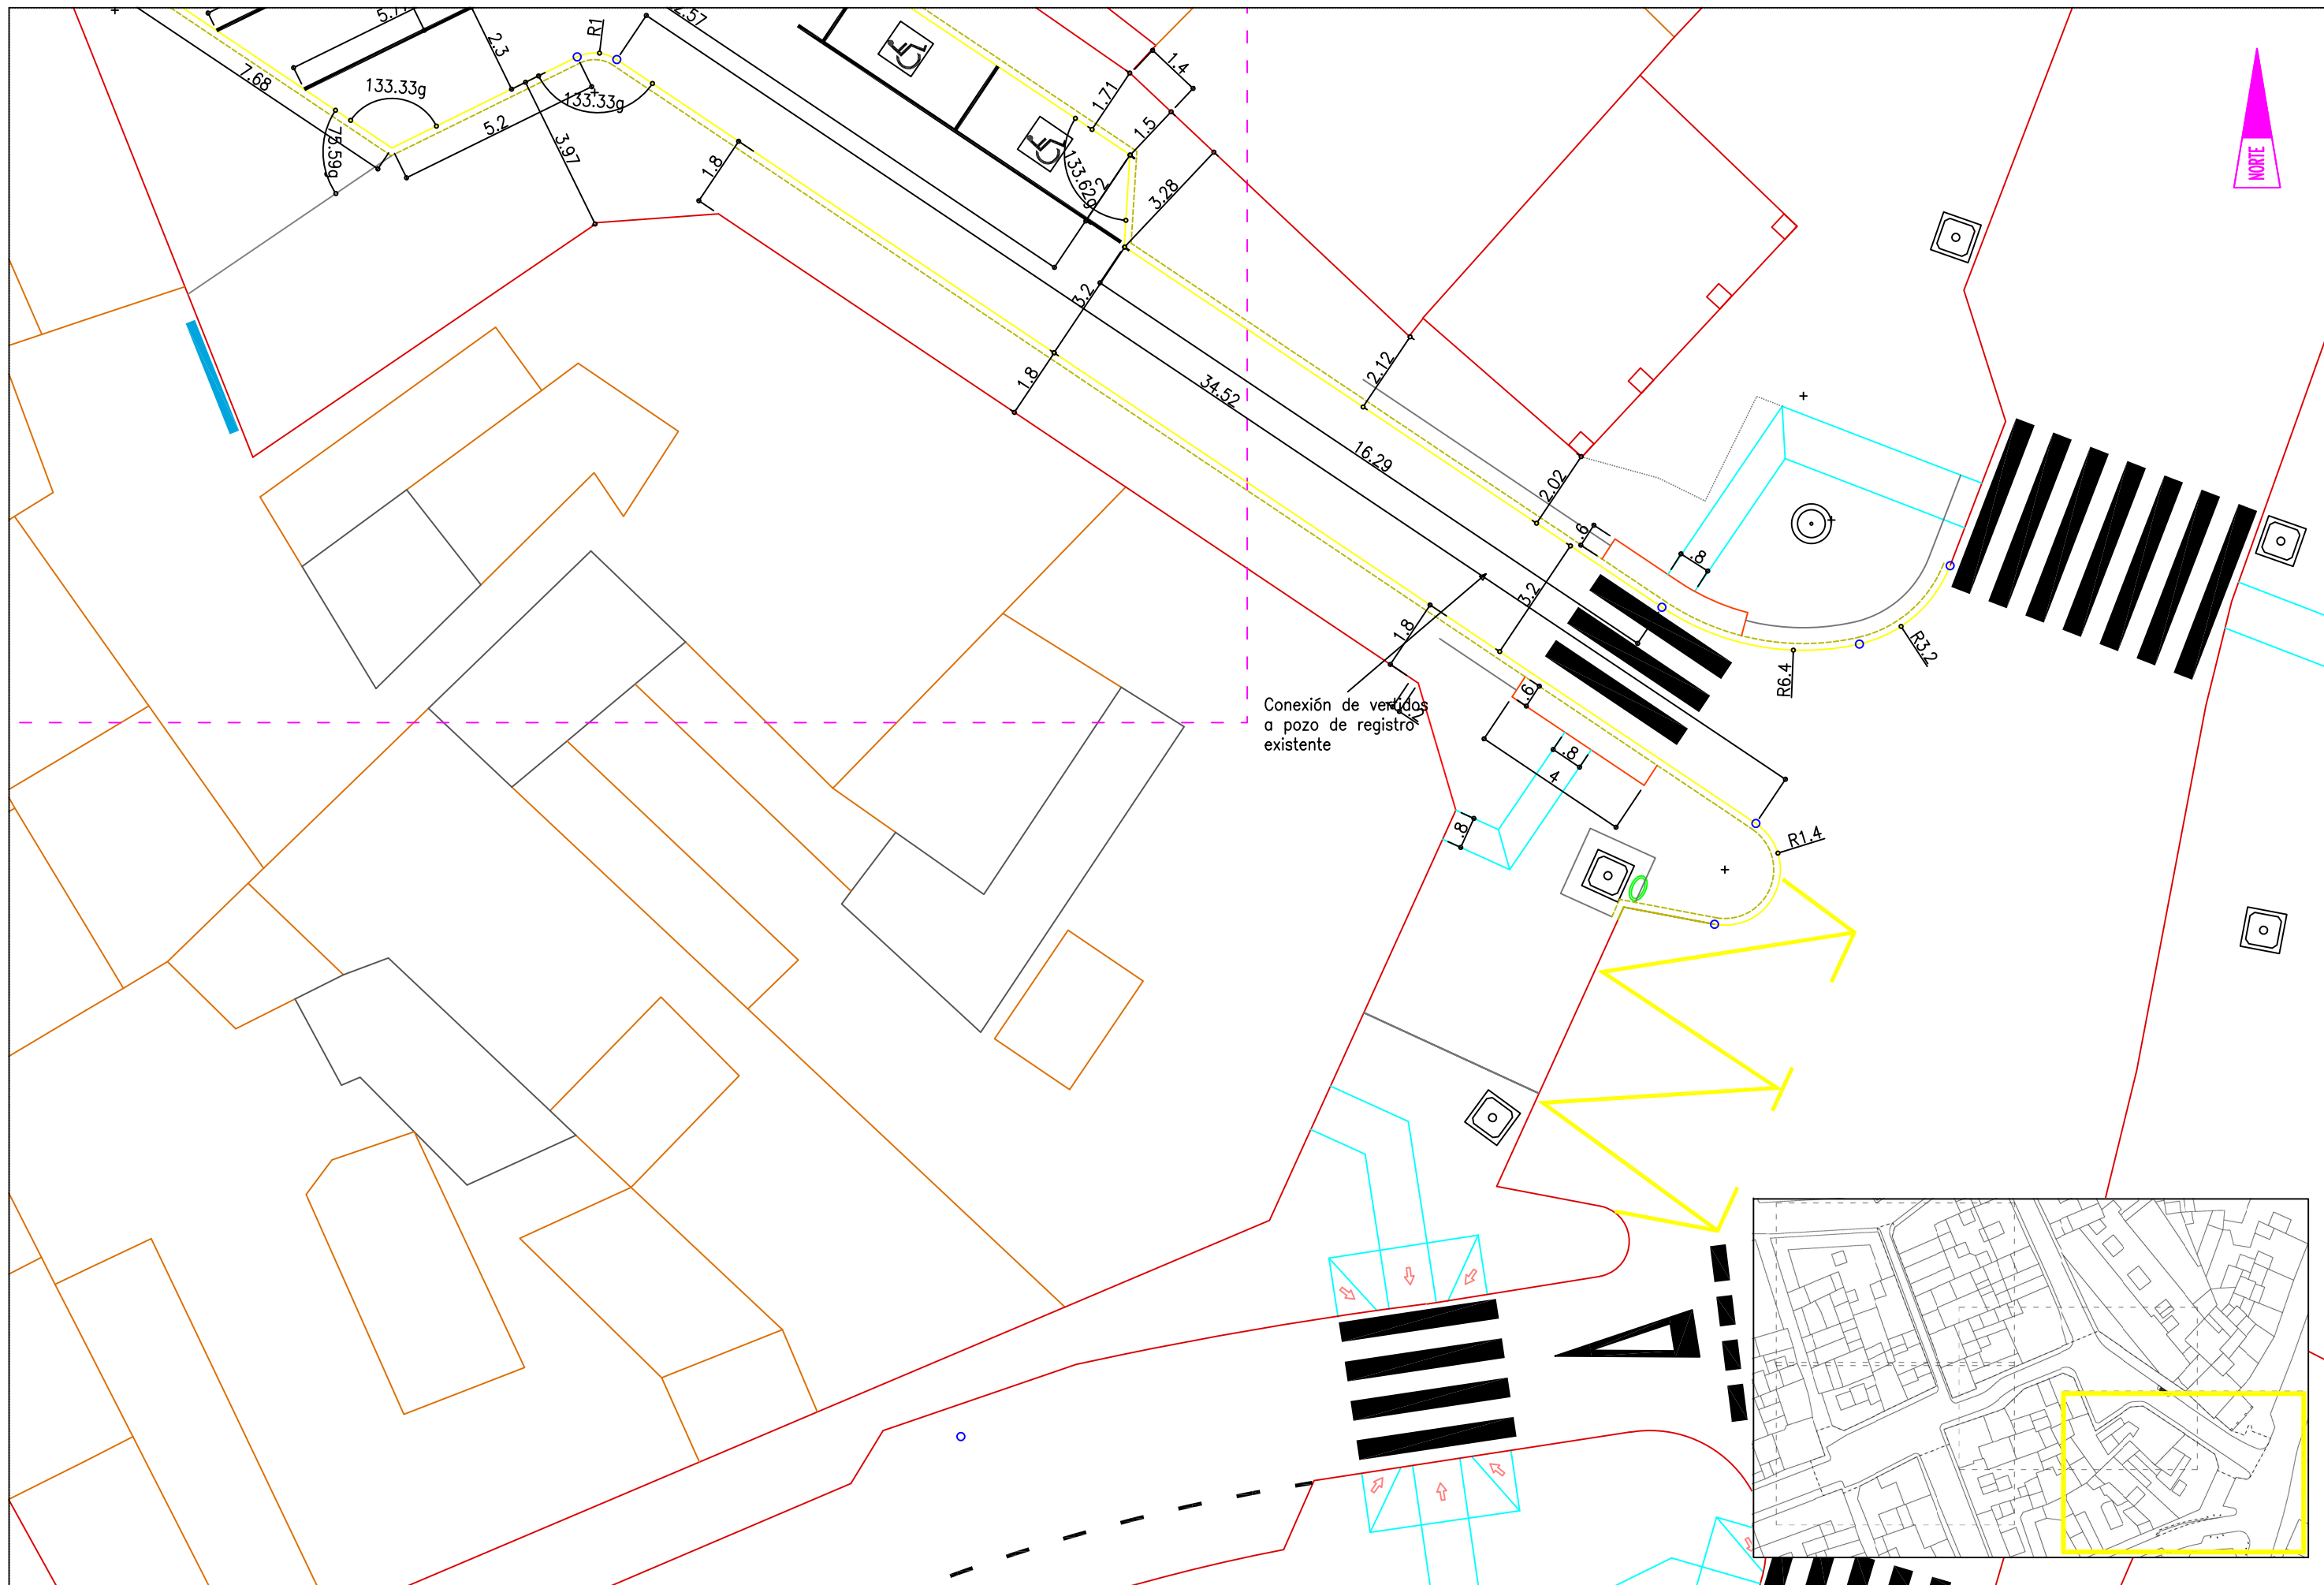 5.7
2.57
R1
2.3
7.68
133.33g
133.33g
75.59g
5.2
3.97
1.8
1.4
1.71
1.5
133.62g
2
3.28
NORTE
3.2
1.8
2.12
34.52
16.29
2.02
.6
.8
3.2
1.8
R3.2
R6.4
Conexión de vertidos
a pozo de registro
existente
.6
.8
4
.8
R1.4